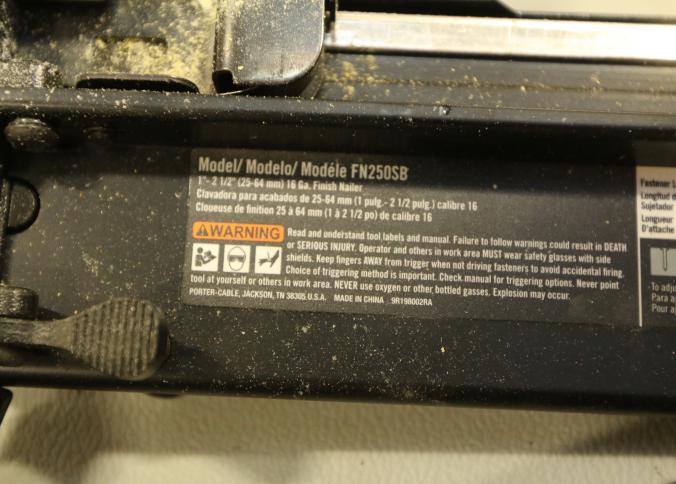 Model/ Modelo/ Modéle FN250SB
1"- 2 1/2" (25-64 mm) 16 Ga. Finish Nailer
Clavadora para acabados de 25-64 mm (1 pulg.- 2 1/2 pulg.) calibre 16
Cloueuse de finition 25 à 64 mm (1 à 2 1/2 po) de calibre 16
WARNING Read and understand tool labels and manual. Failure to follow warnings could result in DEATH
or SERIOUS INJURY. Operator and others in work area MUST wear safety glasses with side
shields. Keep fingers AWAY from trigger when not driving fasteners to avoid accidental firing.
Choice of triggering method is important. Check manual for triggering options. Never point
tool at yourself or others in work area. NEVER use oxygen or other bottled gasses. Explosion may occur.
PORTER-CABLE, JACKSON, TN 38305 U.S.A. MADE IN CHINA 9R198002RA
Fastener
Longitud
Sujetador
Longueur
D'attache
-To
Para
Pour